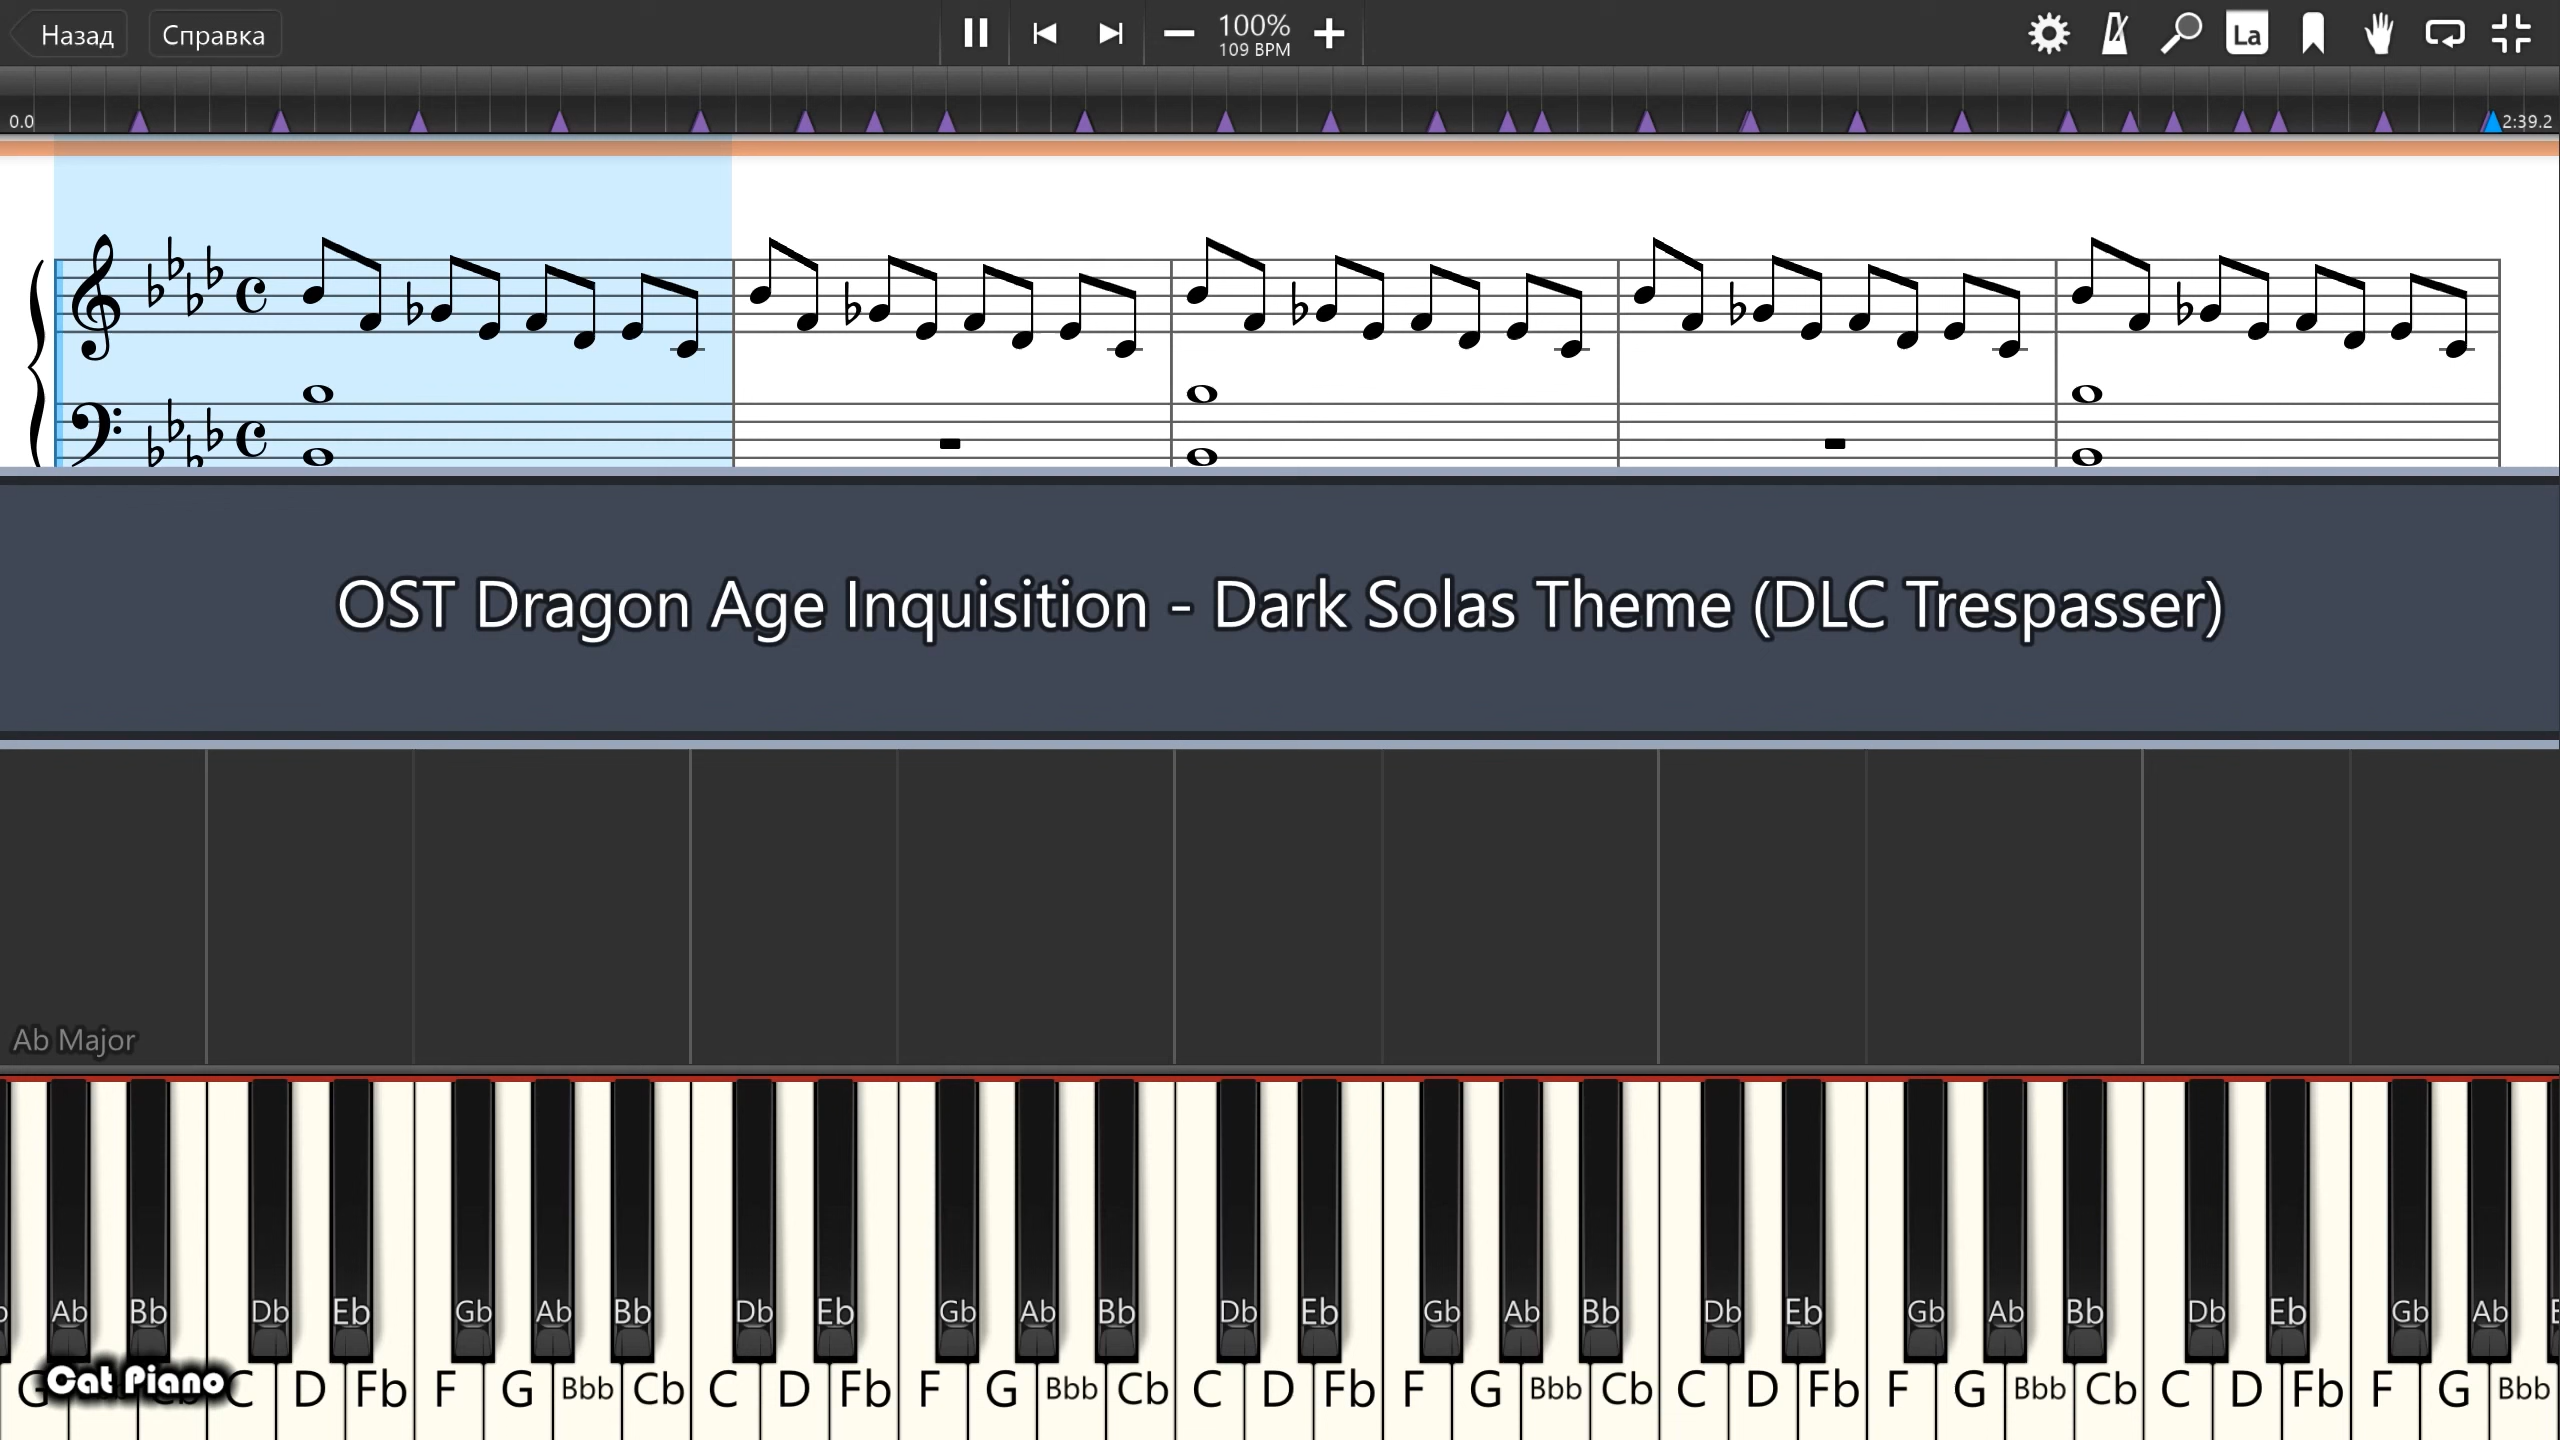 Назад Справка 100% La
109 BPM
0.0 2:39.2
OST Dragon Age Inquisition - Dark Solas Theme (DLC Trespasser)
Ab Major
Ab Bb Db Eb Gb Ab Bb Db Eb Gb Ab Bb Db Eb Gb Ab Bb Db Eb Gb Ab Bb Db Eb Gb Ab
G Cat Piano C D Fb F G Bbb Cb C D Fb F G Bbb Cb C D Fb F G Bbb Cb C D Fb F G Bbb Cb C D Fb F G Bbb